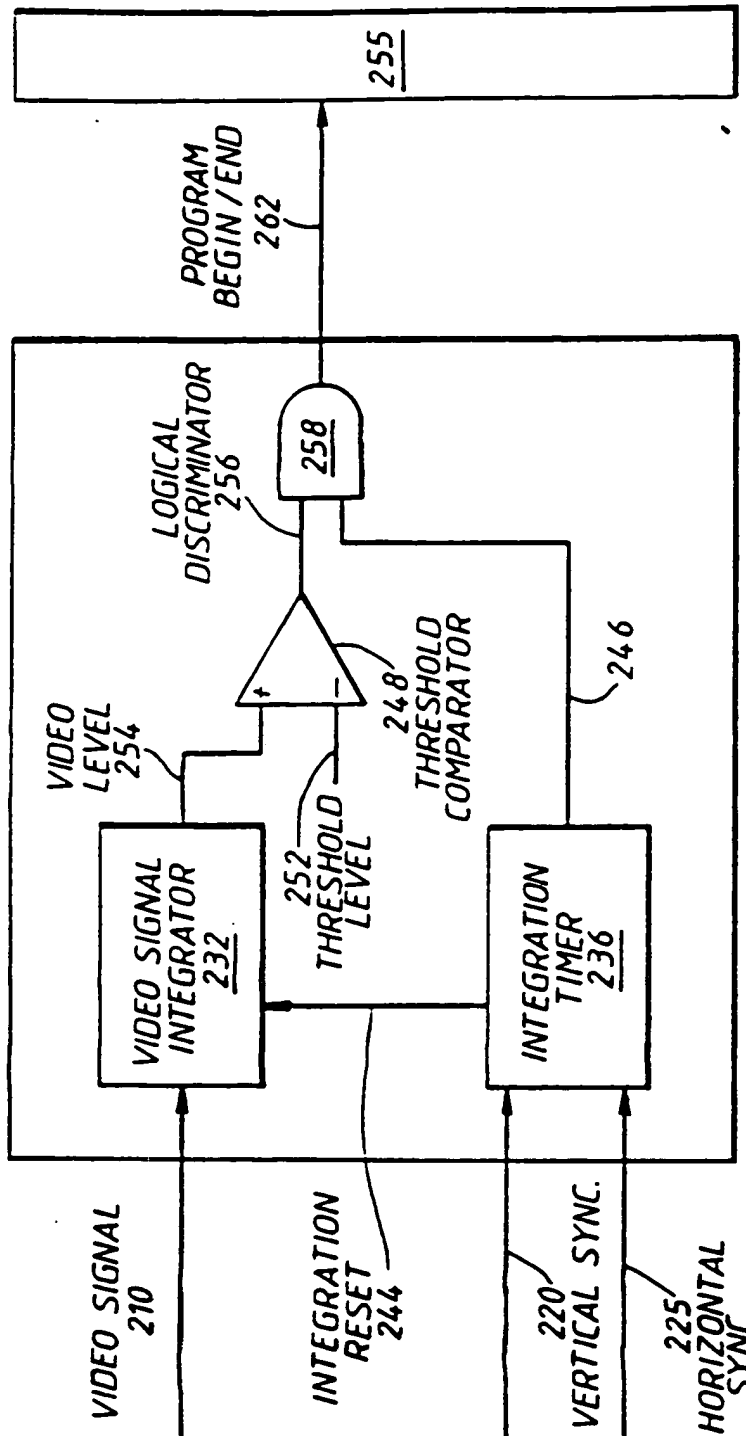 VIDEO SIGNAL
210
INTEGRATION
RESET
244
220
VERTICAL SYNC.
225
HORIZONTAL
SYNC
VIDEO SIGNAL
INTEGRATOR
232
INTEGRATION
TIMER
236
VIDEO
LEVEL
254
252
THRESHOLD
LEVEL
+
−
248
THRESHOLD
COMPARATOR
LOGICAL
DISCRIMINATOR
256
258
246
PROGRAM
BEGIN / END
262
255